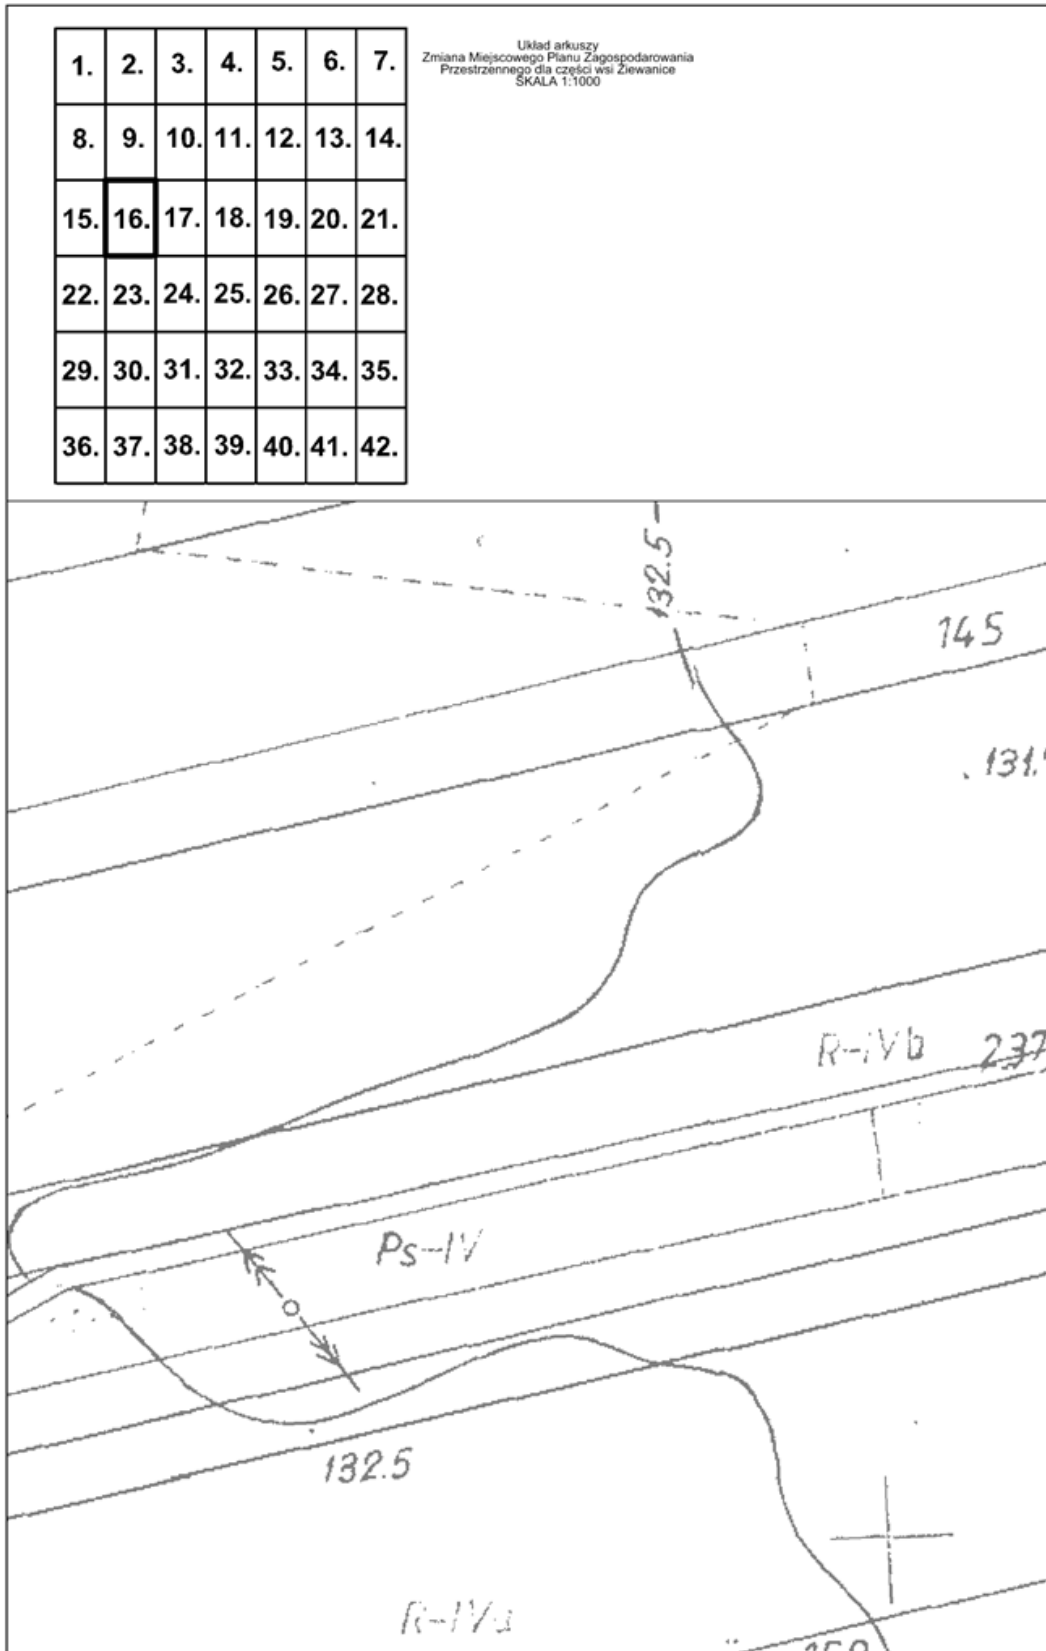 1. 2. 3. 4. 5. 6. 7.
8. 9. 10. 11. 12. 13. 14.
15. 16. 17. 18. 19. 20. 21.
22. 23. 24. 25. 26. 27. 28.
29. 30. 31. 32. 33. 34. 35.
36. 37. 38. 39. 40. 41. 42.
Układ arkuszy
Zmiana Miejscowego Planu Zagospodarowania
Przestrzennego dla części wsi Ziewanice
SKALA 1:1000
132.5
145
R-IVb
237
Ps-IV
132.5
R-IVa